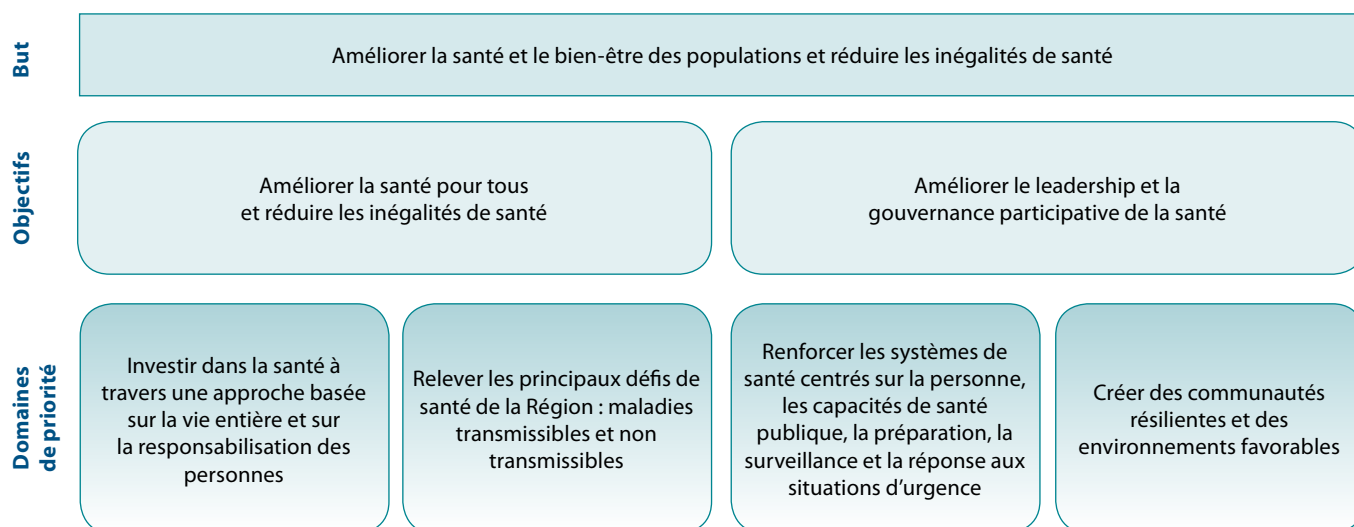 But
Améliorer la santé et le bien-être des populations et réduire les inégalités de santé
Objectifs
Améliorer la santé pour tous
et réduire les inégalités de santé
Améliorer le leadership et la
gouvernance participative de la santé
Domaines
de priorité
Investir dans la santé à
travers une approche basée
sur la vie entière et sur
la responsabilisation des
personnes
Relever les principaux défis de
santé de la Région : maladies
transmissibles et non
transmissibles
Renforcer les systèmes de
santé centrés sur la personne,
les capacités de santé
publique, la préparation, la
surveillance et la réponse aux
situations d’urgence
Créer des communautés
résilientes et des
environnements favorables